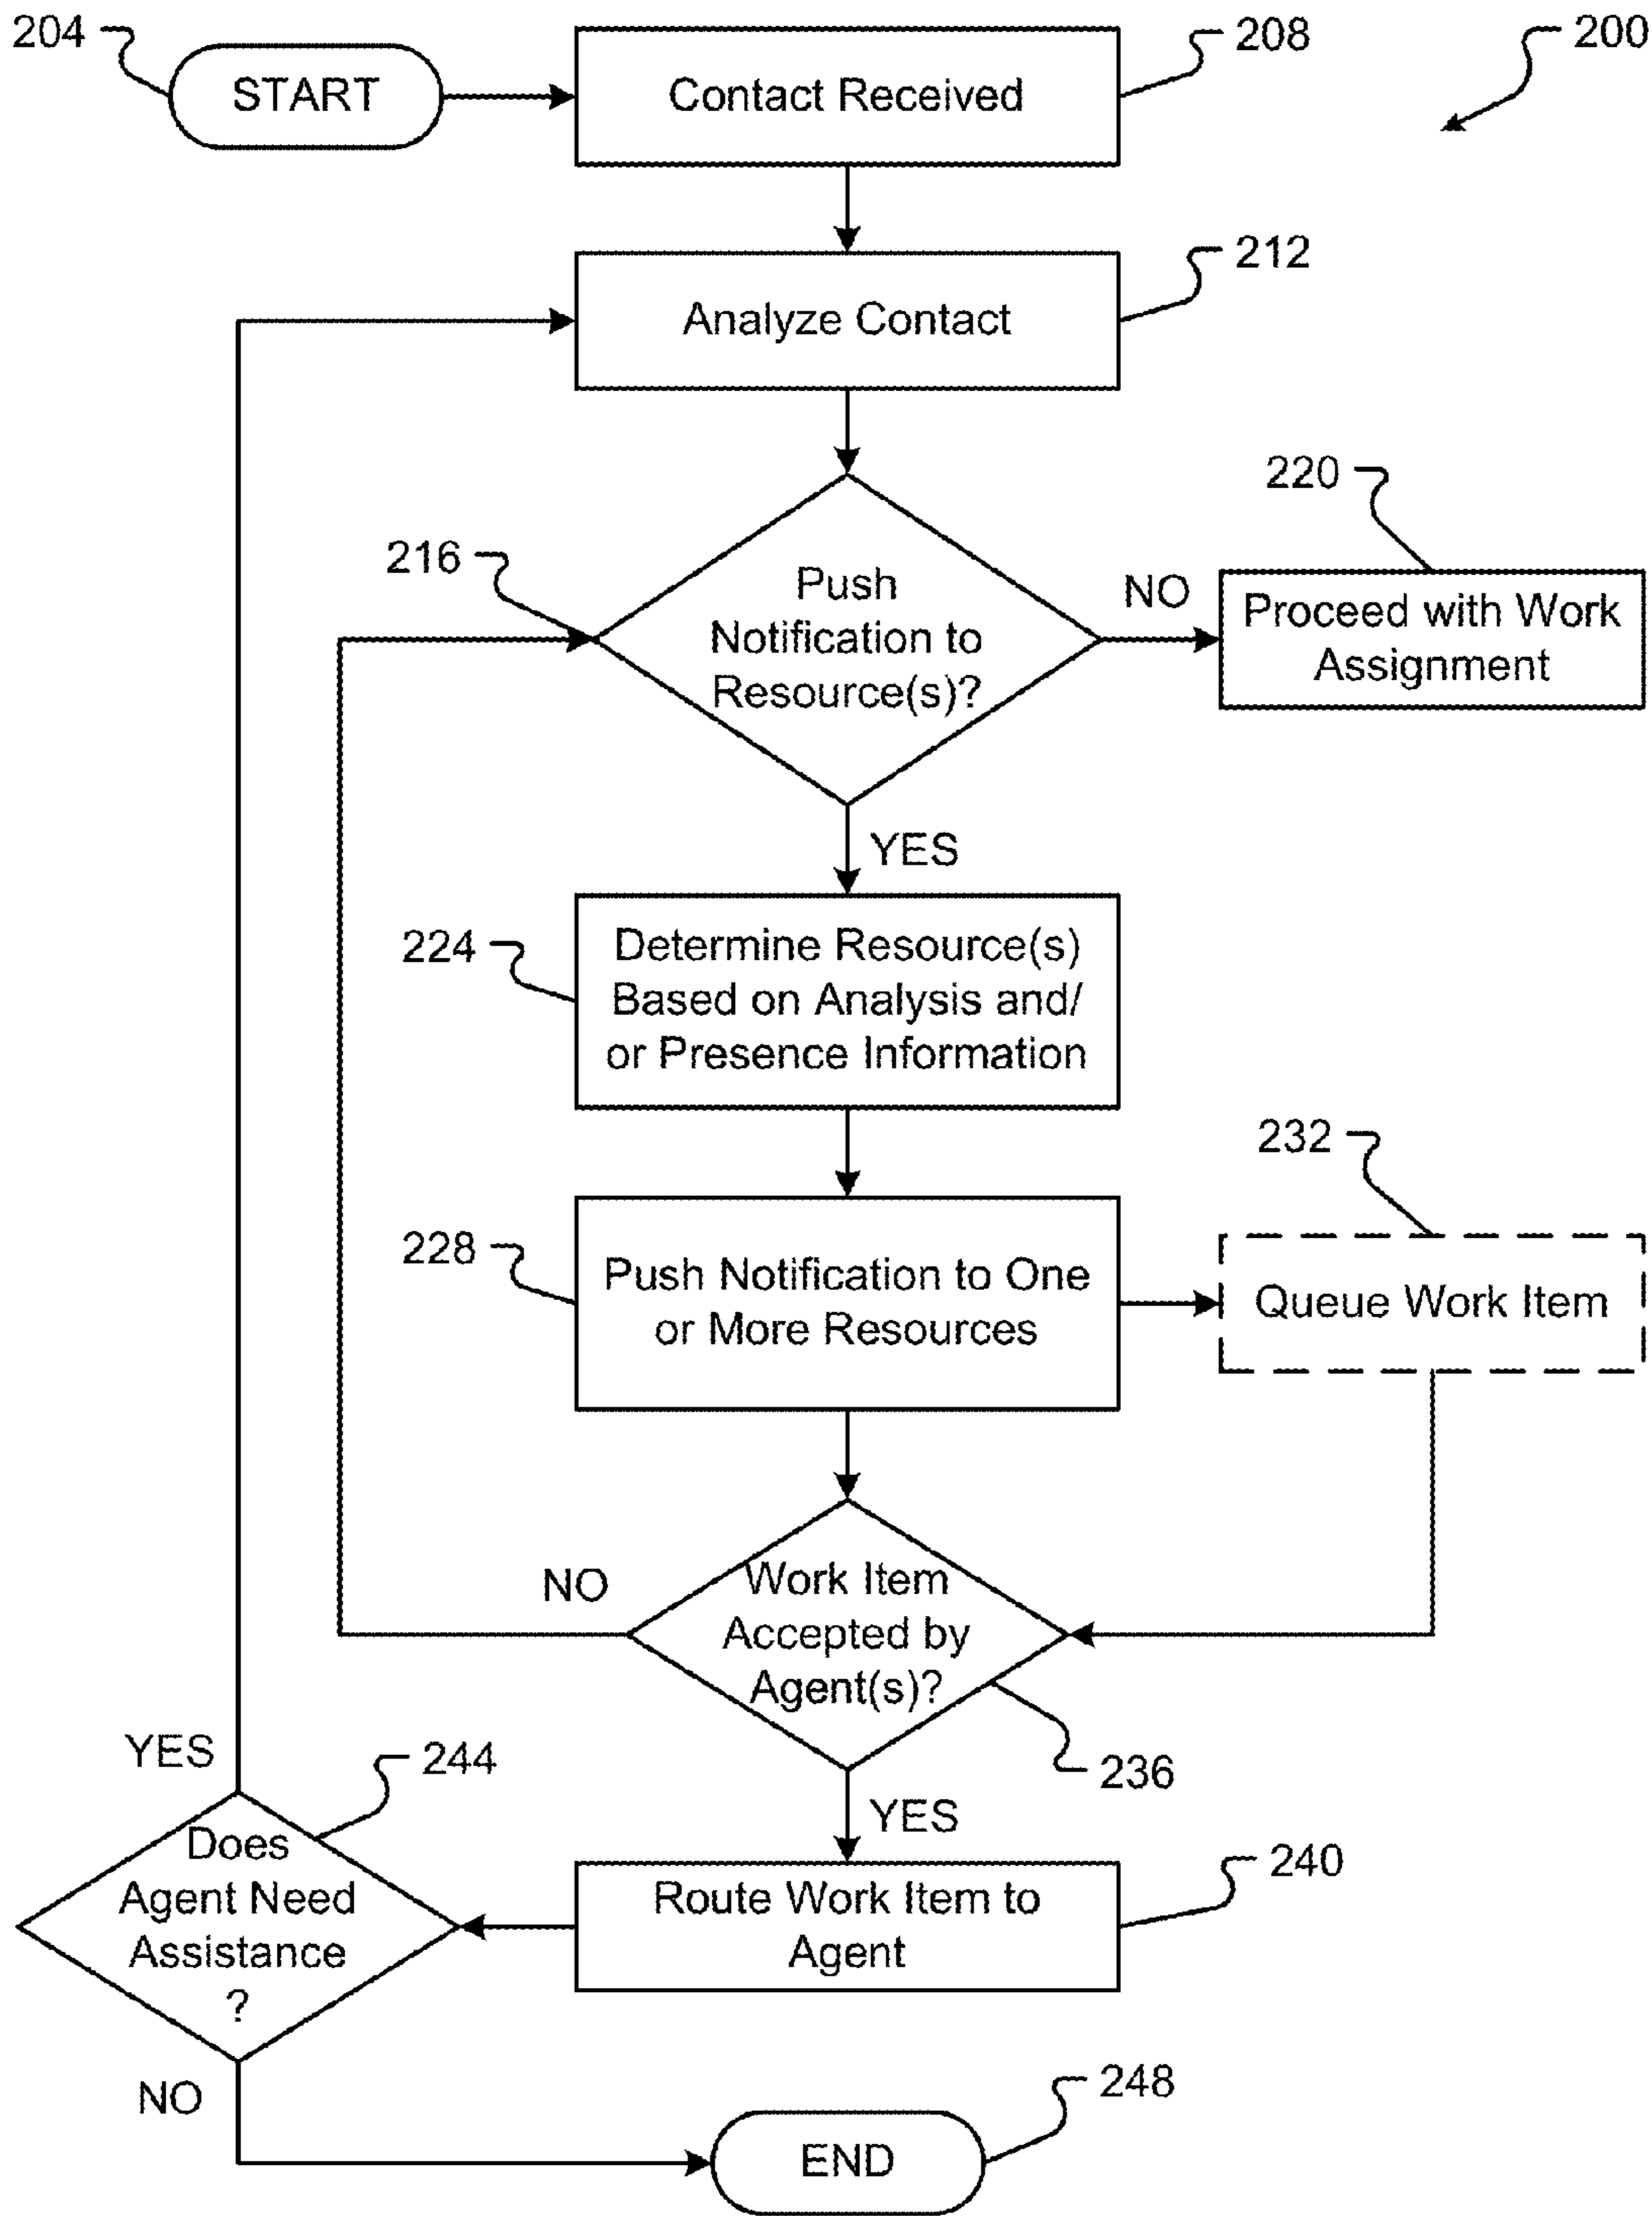 204
START
Contact Received
208
200
Analyze Contact
212
216
Push
Notification to
Resource(s)?
NO
220
Proceed with Work
Assignment
YES
224
Determine Resource(s)
Based on Analysis and/
or Presence Information
228
Push Notification to One
or More Resources
232
Queue Work Item
NO
Work Item
Accepted by
Agent(s)?
236
YES
YES
244
Does
Agent Need
Assistance
?
Route Work Item to
Agent
240
NO
END
248